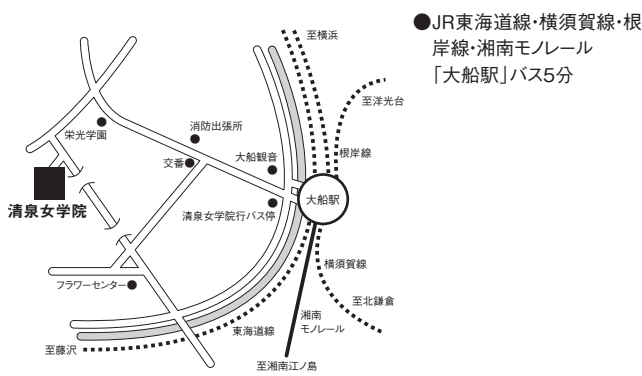 ●JR東海道線・横須賀線・根
岸線・湘南モノレール
「大船駅」バス5分
至横浜
至洋光台
消防出張所
栄光学園
交番
大船観音
根岸線
清泉女学院
清泉女学院行バス停
大船駅
横須賀線
フラワーセンター
至北鎌倉
湘南
モノレール
東海道線
至藤沢
至湘南江ノ島